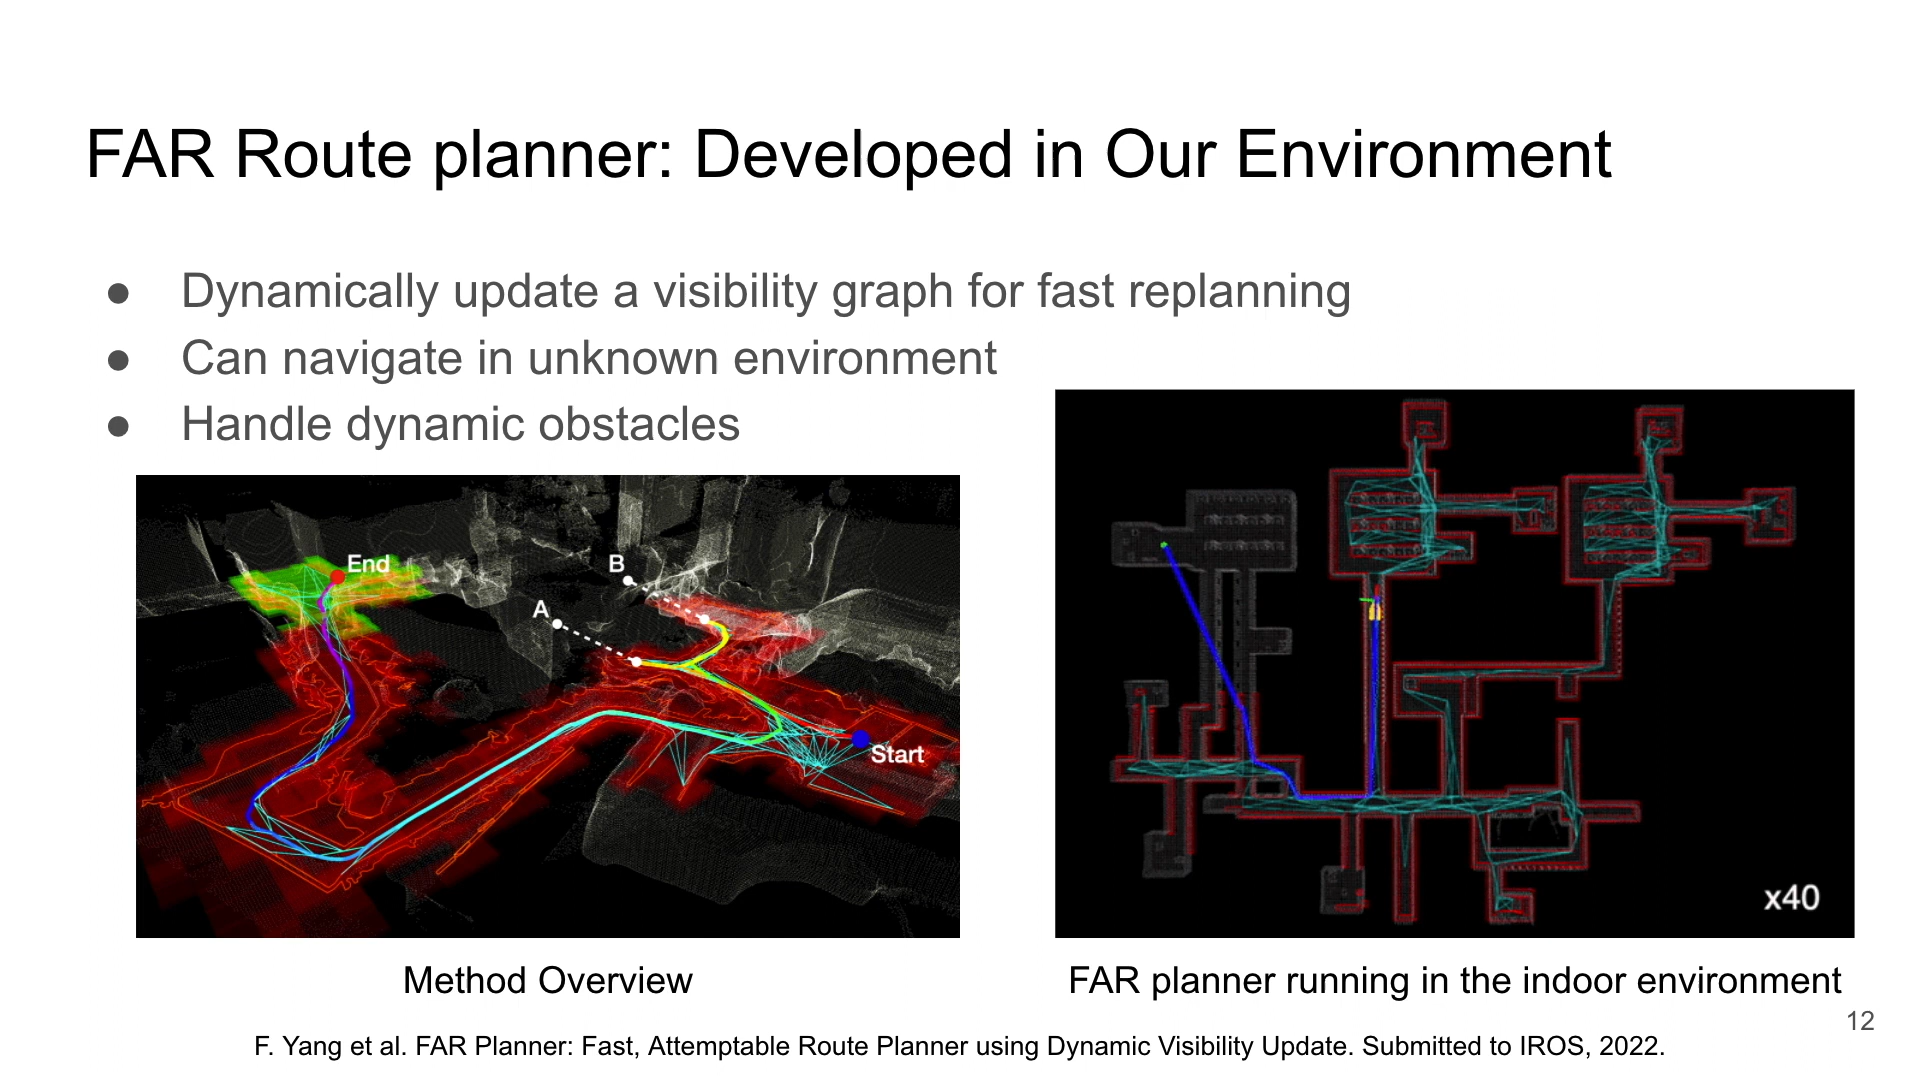 FAR Route planner: Developed in Our Environment
● Dynamically update a visibility graph for fast replanning
● Can navigate in unknown environment
● Handle dynamic obstacles
End
B
A
Start
x40
Method Overview
FAR planner running in the indoor environment
12
F. Yang et al. FAR Planner: Fast, Attemptable Route Planner using Dynamic Visibility Update. Submitted to IROS, 2022.